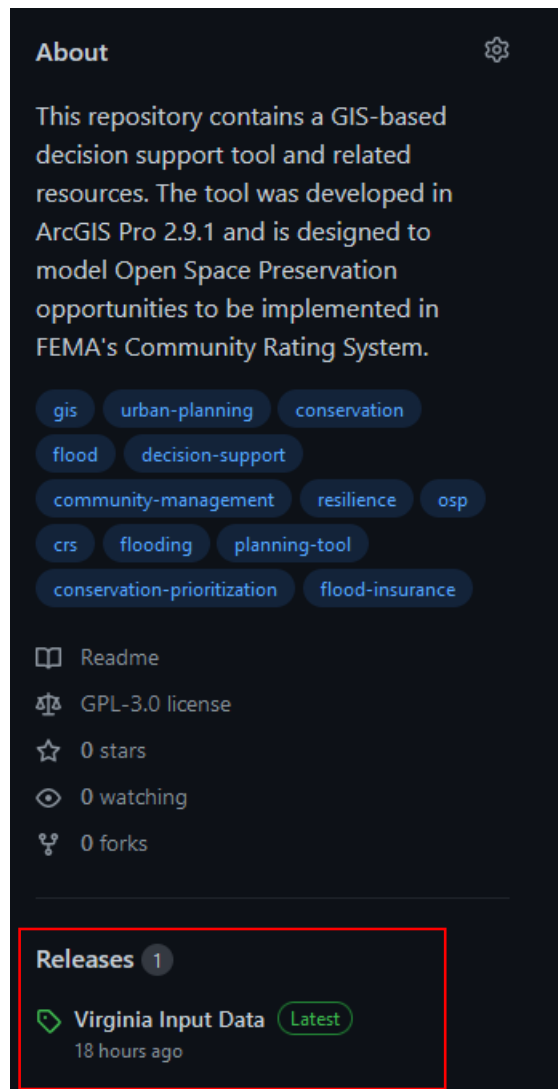 About
This repository contains a GIS-based
decision support tool and related
resources. The tool was developed in
ArcGIS Pro 2.9.1 and is designed to
model Open Space Preservation
opportunities to be implemented in
FEMA's Community Rating System.
gis urban-planning conservation
flood decision-support
community-management resilience osp
crs flooding planning-tool
conservation-prioritization flood-insurance
Readme
GPL-3.0 license
0 stars
0 watching
0 forks
Releases 1
Virginia Input Data Latest
18 hours ago